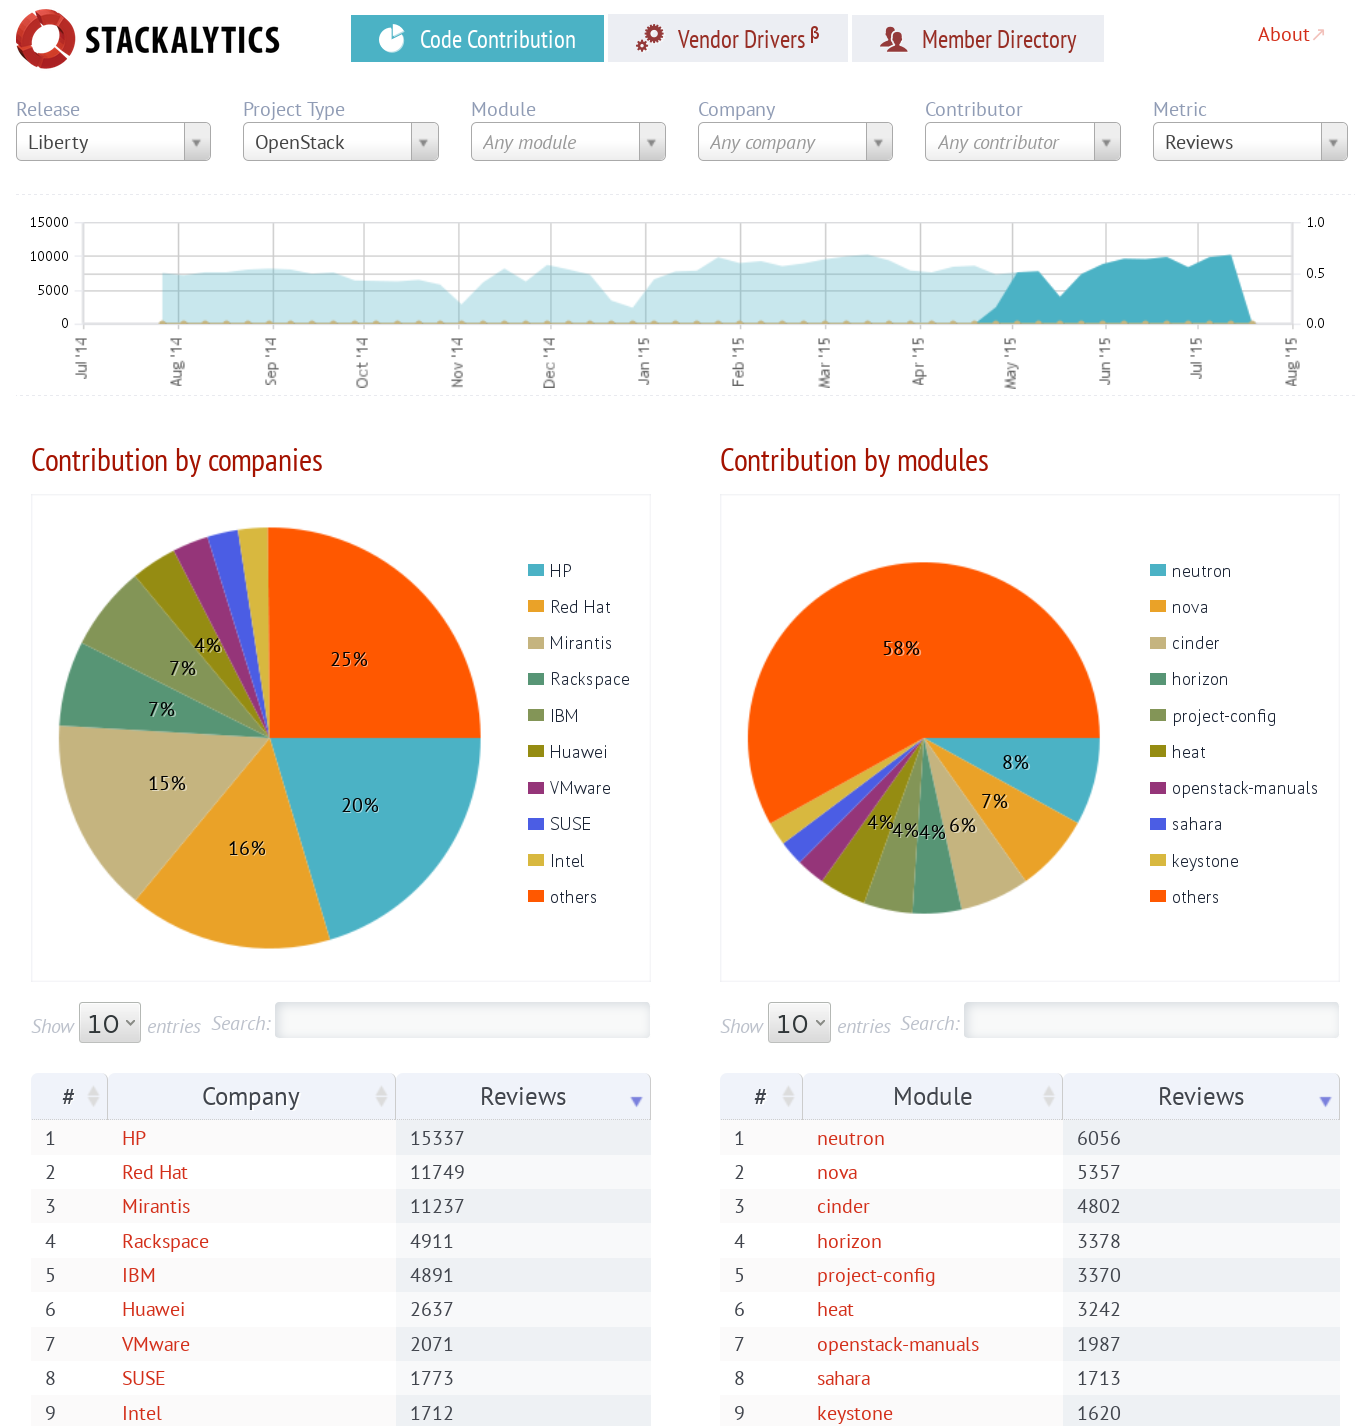 STACKALYTICS
Code Contribution
Vendor Drivers β
Member Directory
About
Release
Project Type
Module
Company
Contributor
Metric
Liberty
OpenStack
Any module
Any company
Any contributor
Reviews
15000
10000
5000
0
1.0
0.5
0.0
Jul '14
Aug '14
Sep '14
Oct '14
Nov '14
Dec '14
Jan '15
Feb '15
Mar '15
Apr '15
May '15
Jun '15
Jul '15
Aug '15
Contribution by companies
25%
20%
16%
15%
7%
7%
4%
HP
Red Hat
Mirantis
Rackspace
IBM
Huawei
VMware
SUSE
Intel
others
Show 10 entries Search:
# Company Reviews
1 HP 15337
2 Red Hat 11749
3 Mirantis 11237
4 Rackspace 4911
5 IBM 4891
6 Huawei 2637
7 VMware 2071
8 SUSE 1773
9 Intel 1712
Contribution by modules
58%
8%
7%
6%
4%
4%
4%
neutron
nova
cinder
horizon
project-config
heat
openstack-manuals
sahara
keystone
others
Show 10 entries Search:
# Module Reviews
1 neutron 6056
2 nova 5357
3 cinder 4802
4 horizon 3378
5 project-config 3370
6 heat 3242
7 openstack-manuals 1987
8 sahara 1713
9 keystone 1620